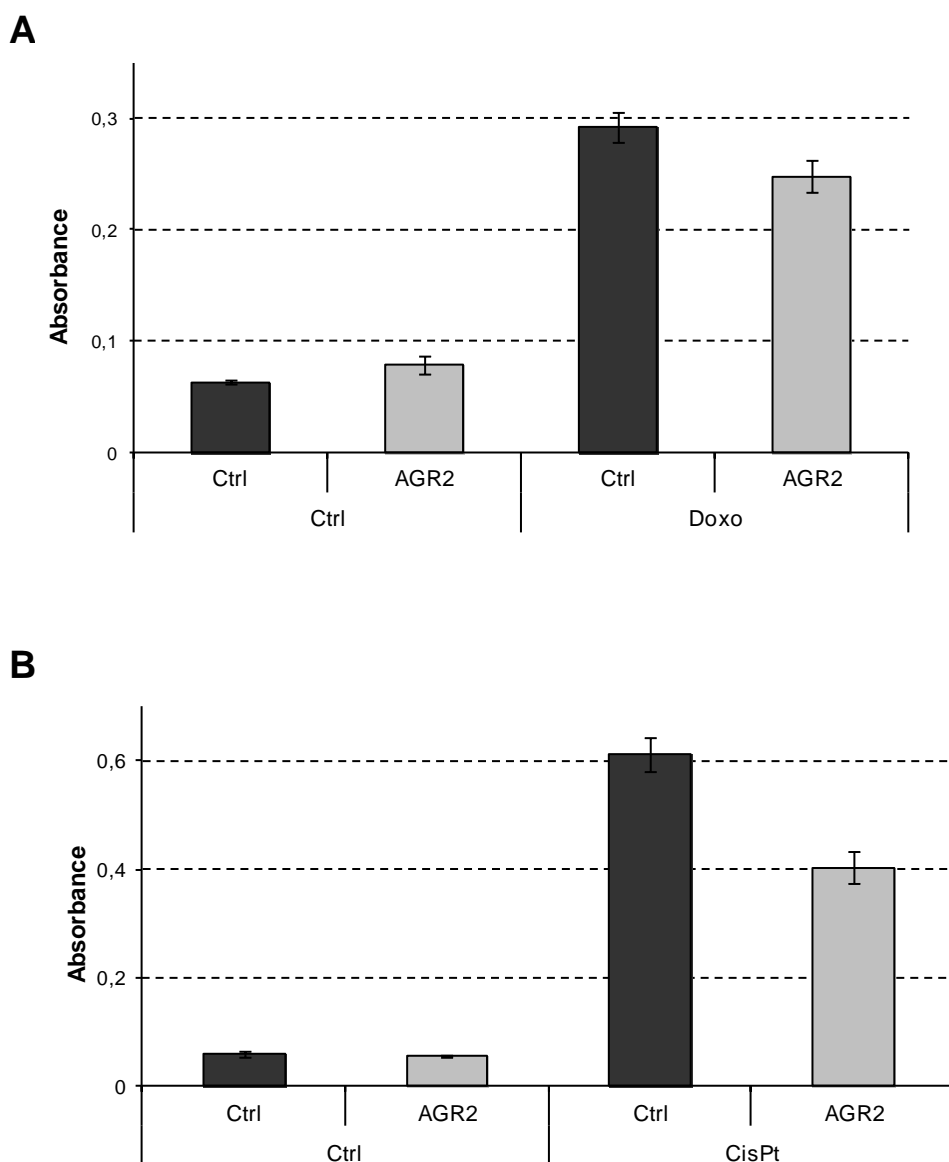 A
Absorbance
0,3
0,2
0,1
0
Ctrl AGR2 Ctrl AGR2
Ctrl Doxo
B
Absorbance
0,6
0,4
0,2
0
Ctrl AGR2 Ctrl AGR2
Ctrl CisPt